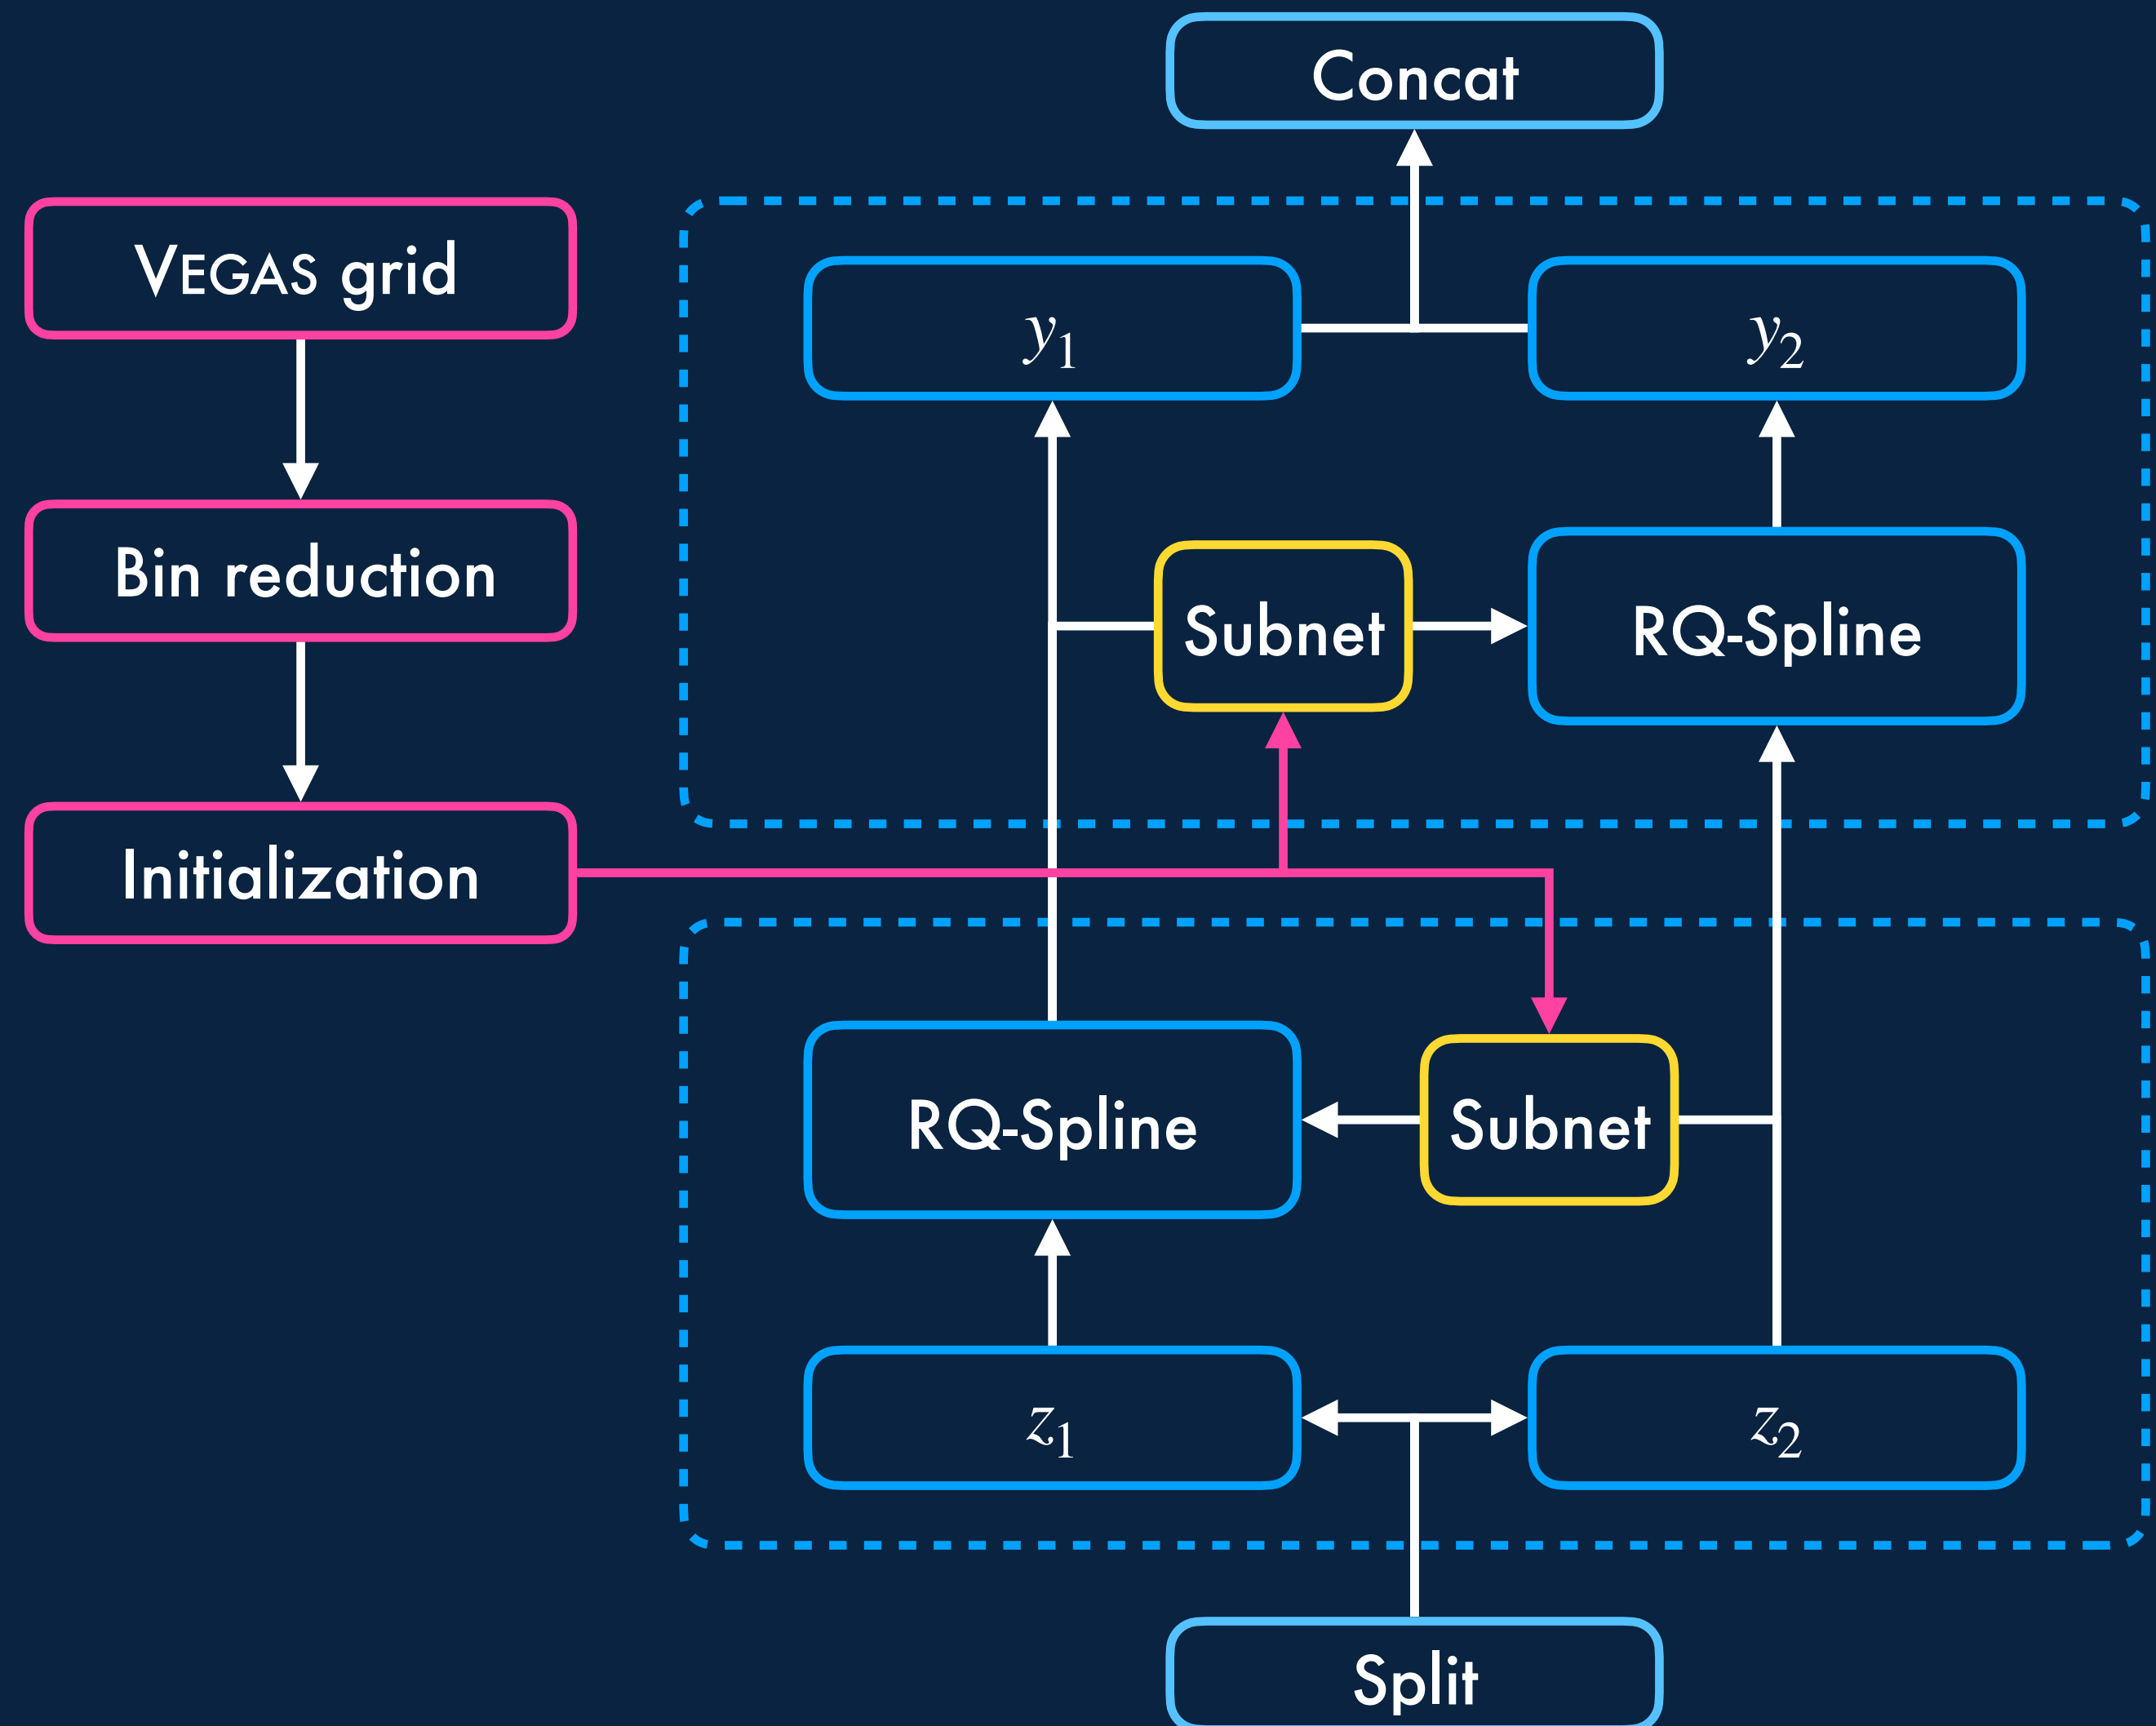 Concat
VEGAS grid
y1
y2
Bin reduction
Subnet
RQ-Spline
Initialization
RQ-Spline
Subnet
z1
z2
Split